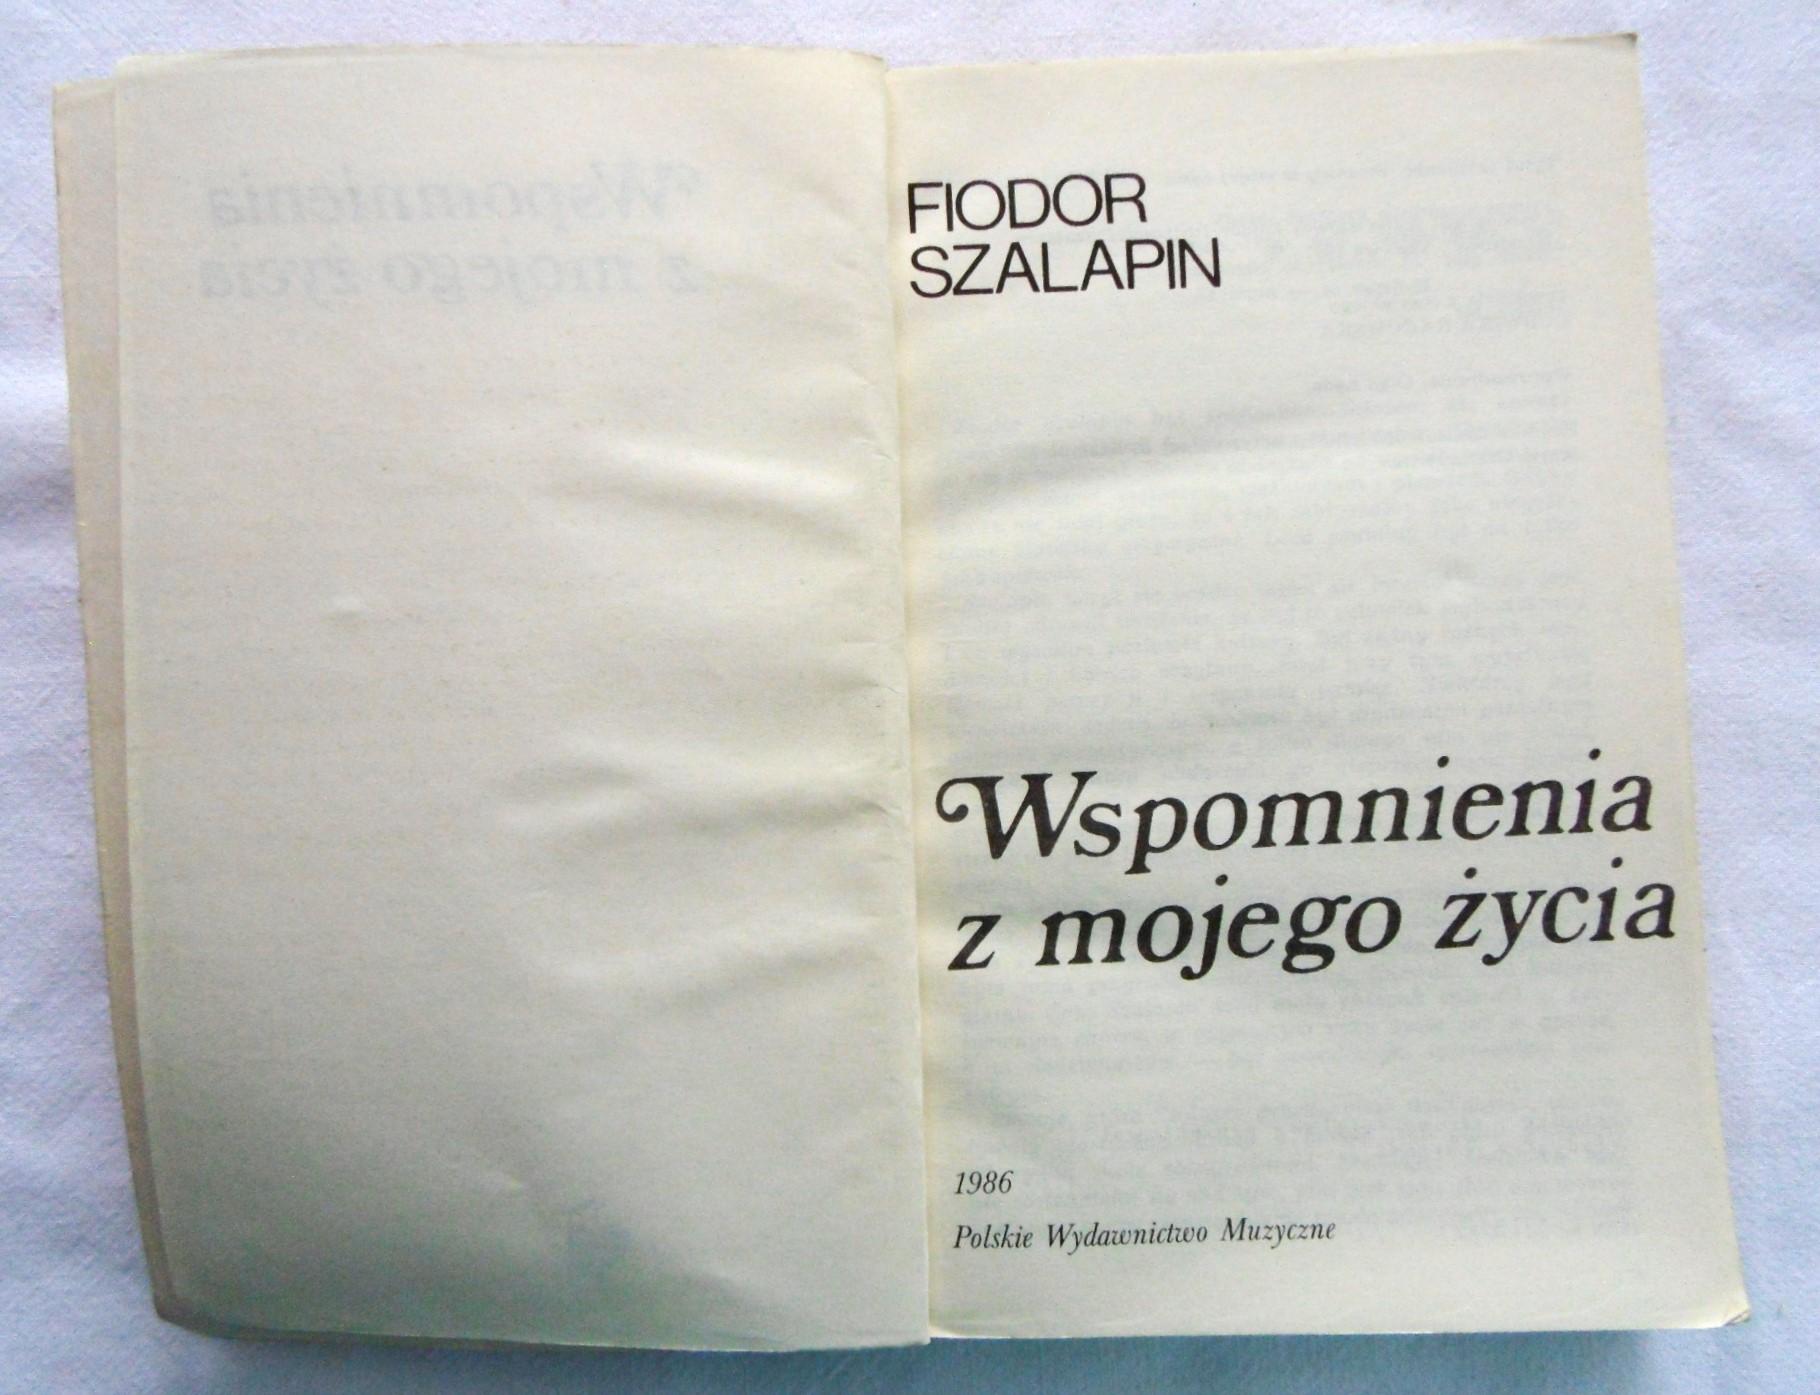 FIODOR
SZALAPIN
Wspomnienia
z mojego życia
1986
Polskie Wydawnictwo Muzyczne